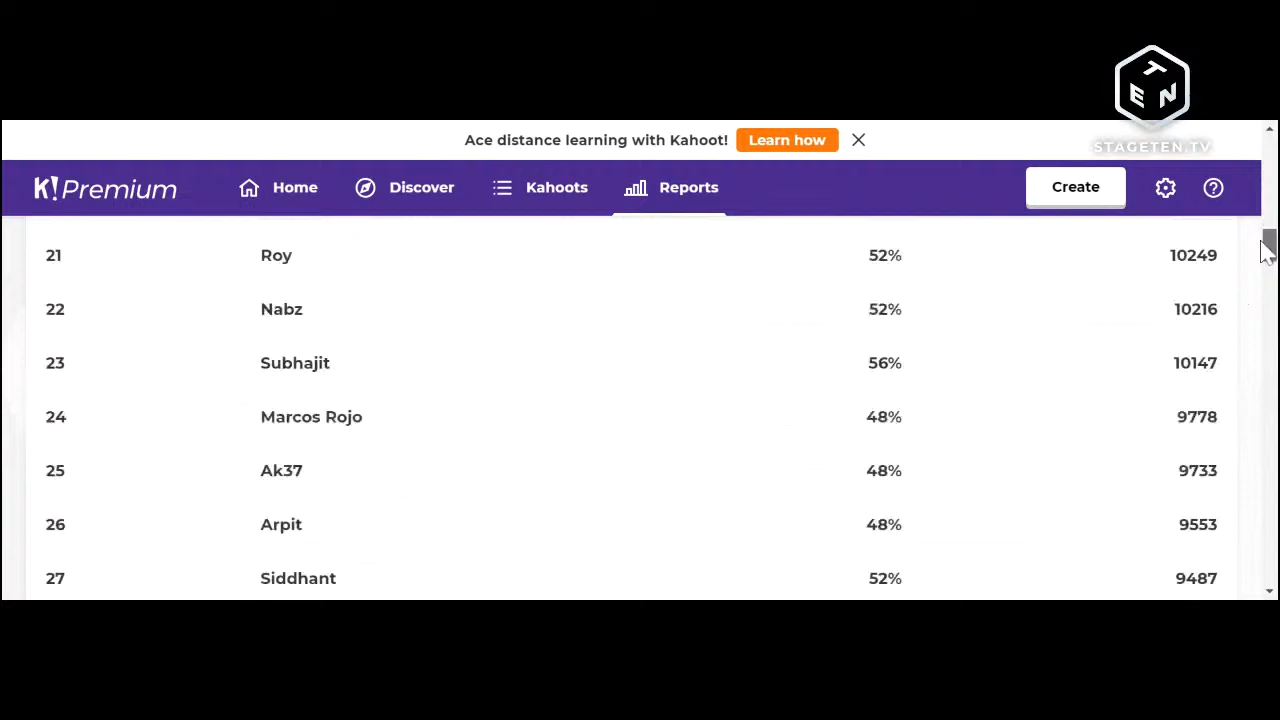 TEN
STAGETEN.TV
Ace distance learning with Kahoot! Learn how
K! Premium Home Discover Kahoots Reports Create
21 Roy 52% 10249
22 Nabz 52% 10216
23 Subhajit 56% 10147
24 Marcos Rojo 48% 9778
25 Ak37 48% 9733
26 Arpit 48% 9553
27 Siddhant 52% 9487